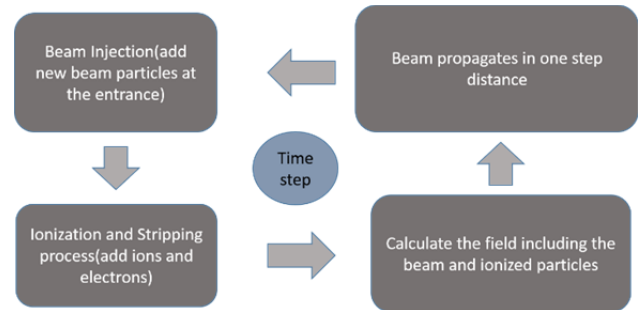 Beam Injection(add
new beam particles at
the entrance)
Beam propagates in one step
distance
Time
step
Ionization and Stripping
process(add ions and
electrons)
Calculate the field including the
beam and ionized particles